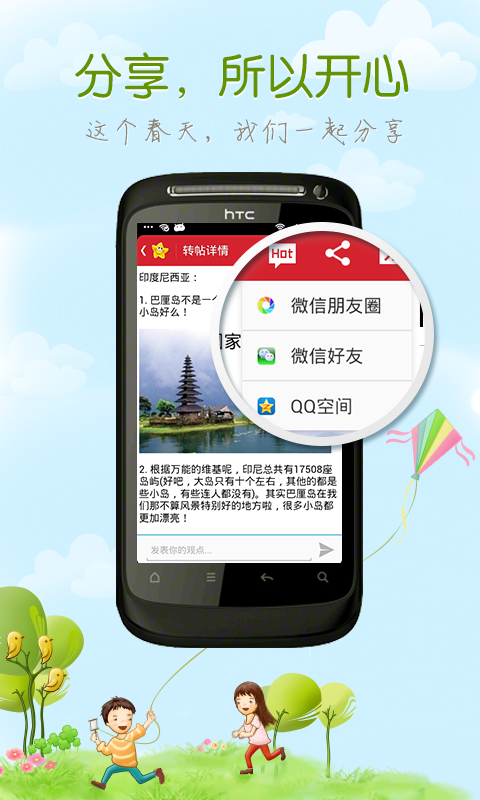 分享，所以开心
这个春天，我们一起分享
hTC
转帖详情
Hot
印度尼西亚：
1. 巴厘岛不是一个
小岛好么！
国家
微信朋友圈
微信好友
QQ空间
2. 根据万能的维基呢，印尼总共有17508座
岛屿(好吧，大岛只有十个左右，其他的都是
些小岛，有些连人都没有)。其实巴厘岛在我
们那不算风景特别好的地方啦，很多小岛都
更加漂亮！
发表你的观点...